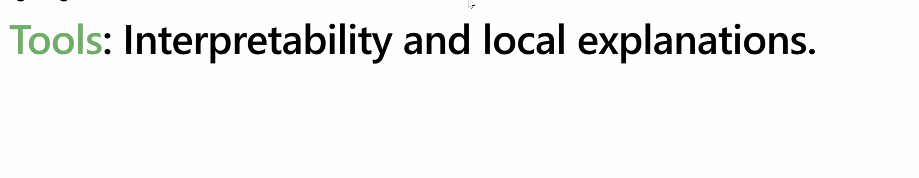 Tools: Interpretability and local explanations.